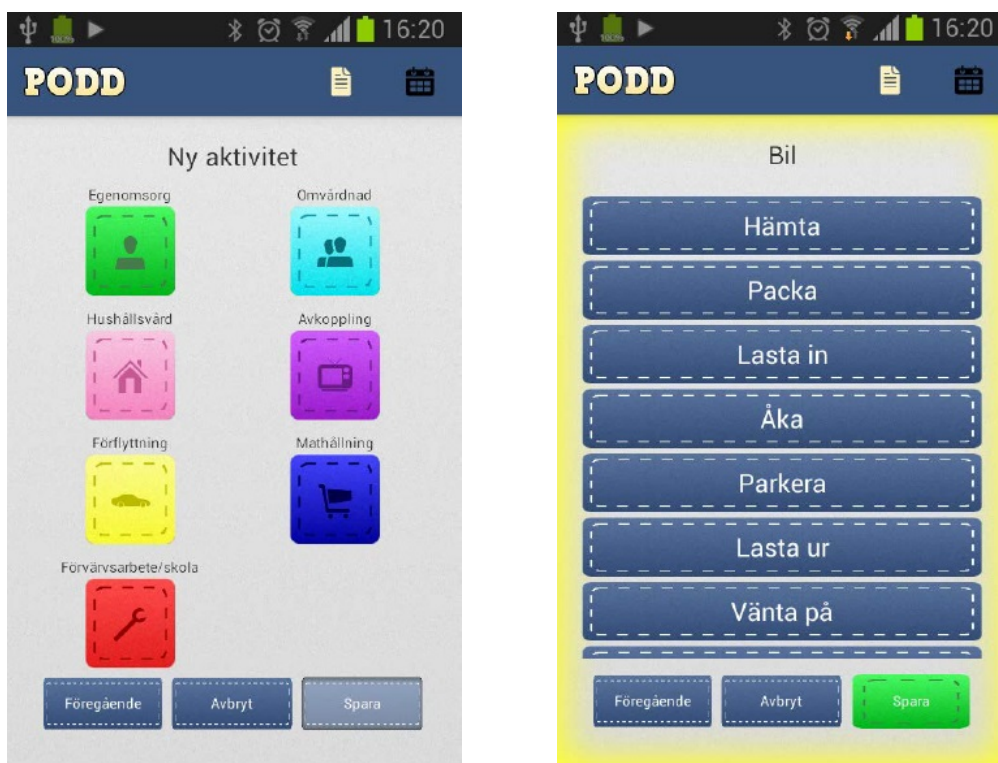 16:20
PODD
Ny aktivitet
Egenomsorg
Omvårdnad
Hushållsvård
Avkoppling
Förflyttning
Mathållning
Förvärvsarbete/skola
Föregående
Avbryt
Spara
16:20
PODD
Bil
Hämta
Packa
Lasta in
Åka
Parkera
Lasta ur
Vänta på
Föregående
Avbryt
Spara